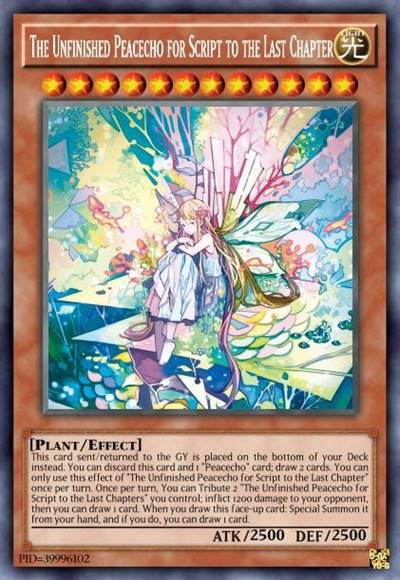 The Unfinished Peacecho for Script to the Last Chapter
LIGHT
光
[Plant/Effect]
This card sent/returned to the GY is placed on the bottom of your Deck
instead. You can discard this card and 1 "Peacecho" card; draw 2 cards. You can
only use this effect of "The Unfinished Peacecho for Script to the Last Chapter"
once per turn. Once per turn, You can Tribute 2 "The Unfinished Peacecho for
Script to the Last Chapters" you control; inflict 1200 damage to your opponent,
then you can draw 1 card. When you draw this face-up card: Special Summon it
from your hand, and if you do, you can draw 1 card.
ATK/2500 DEF/2500
PID=39996102